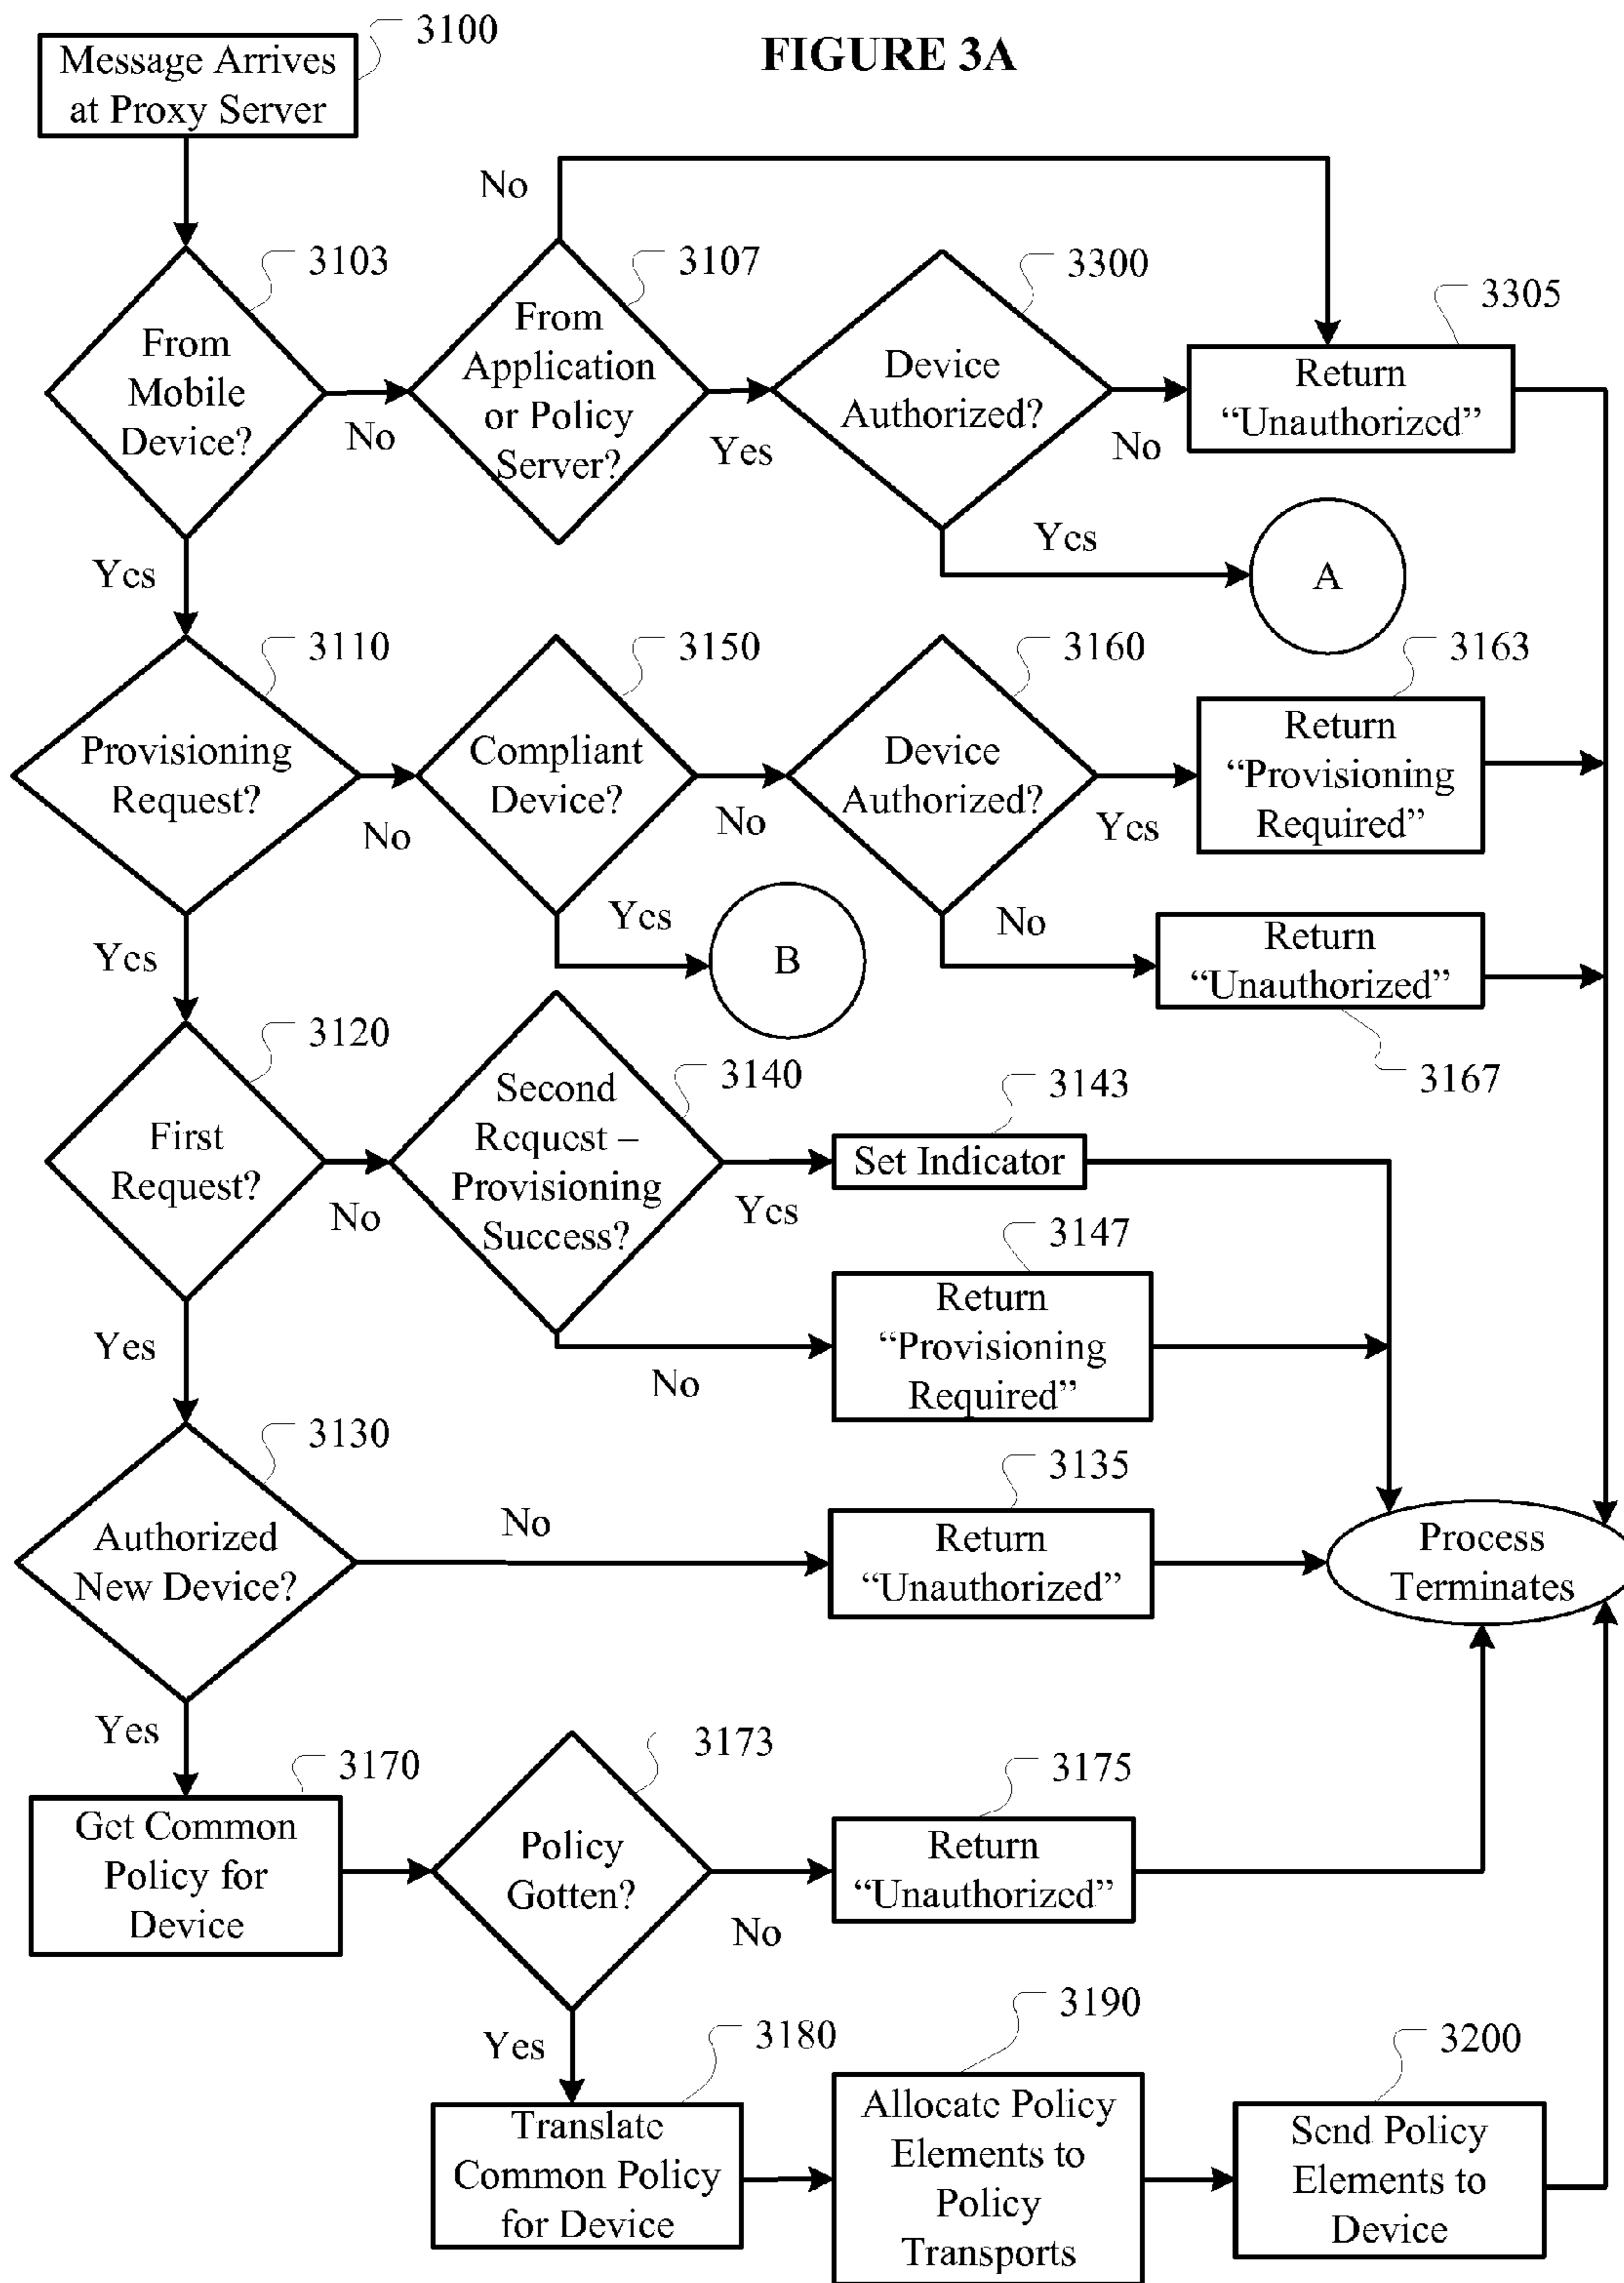 3100
FIGURE 3A
Message Arrives
at Proxy Server
No
3103
3107
3300
3305
From
Mobile
Device?
From
Application
or Policy
Server?
Device
Authorized?
Return
“Unauthorized”
No
Yes
No
Yes
Yes
A
3110
3150
3160
3163
Provisioning
Request?
Compliant
Device?
Device
Authorized?
Return
“Provisioning
Required”
No
No
Yes
Yes
Yes
B
No
Return
“Unauthorized”
3167
3120
3140
3143
First
Request?
Second
Request –
Provisioning
Success?
Set Indicator
No
Yes
3147
Return
“Provisioning
Required”
Yes
No
3130
3135
Authorized
New Device?
No
Return
“Unauthorized”
Process
Terminates
Yes
3170
3173
3175
Get Common
Policy for
Device
Policy
Gotten?
Return
“Unauthorized”
No
Yes
3180
3190
3200
Translate
Common Policy
for Device
Allocate Policy
Elements to
Policy
Transports
Send Policy
Elements to
Device